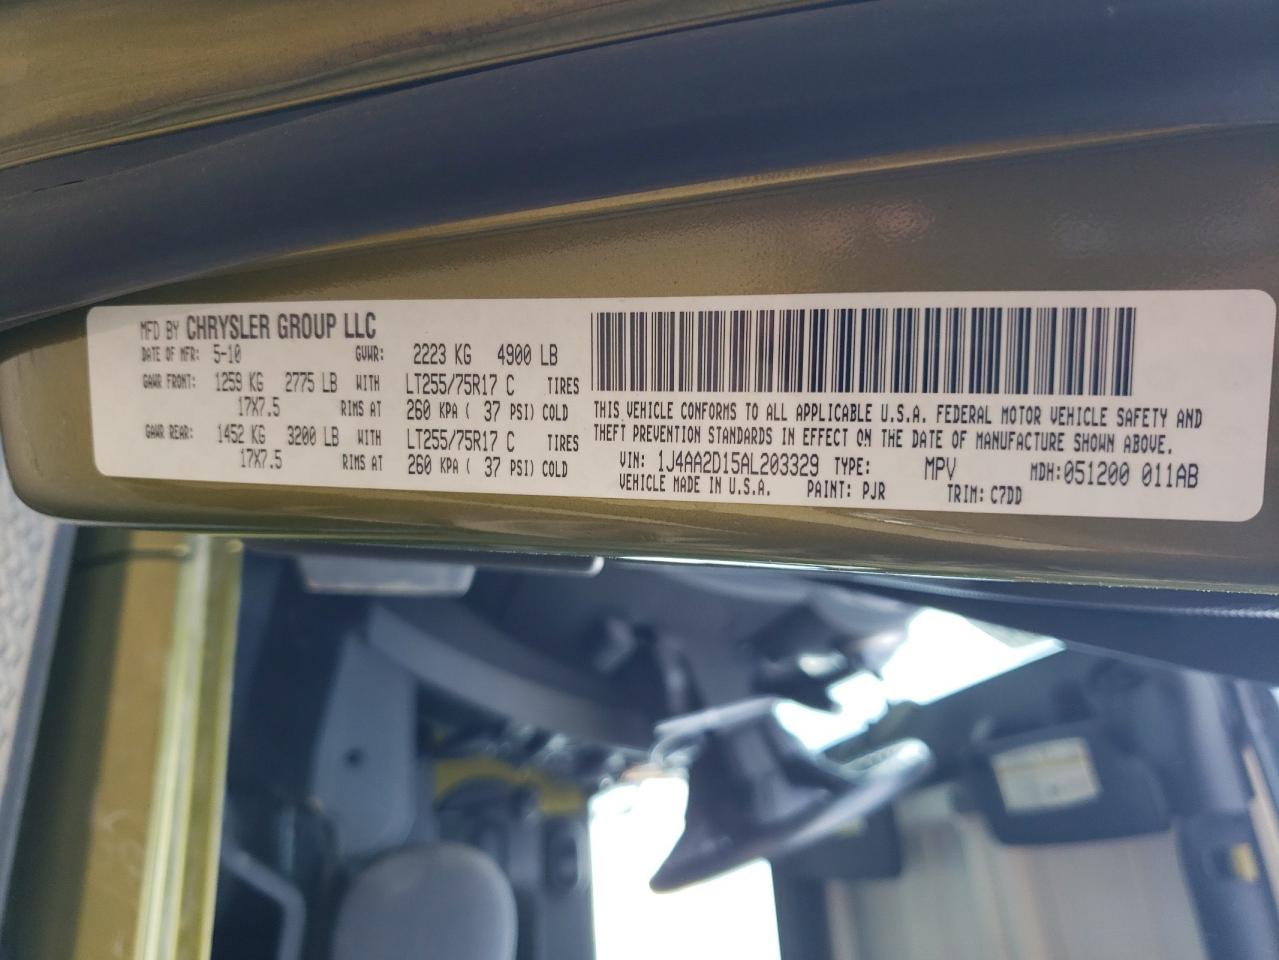 MFD BY CHRYSLER GROUP LLC
DATE OF MFR: 5-10 GVWR: 2223 KG 4900 LB
GAWR FRONT: 1259 KG 2775 LB WITH LT255/75R17 C TIRES
17X7.5 RIMS AT 260 KPA ( 37 PSI) COLD
GAWR REAR: 1452 KG 3200 LB WITH LT255/75R17 C TIRES
17X7.5 RIMS AT 260 KPA ( 37 PSI) COLD
THIS VEHICLE CONFORMS TO ALL APPLICABLE U.S.A. FEDERAL MOTOR VEHICLE SAFETY AND
THEFT PREVENTION STANDARDS IN EFFECT ON THE DATE OF MANUFACTURE SHOWN ABOVE.
VIN: 1J4AA2D15AL203329 TYPE: MPV MDH: 051200 011AB
VEHICLE MADE IN U.S.A. PAINT: PJR TRIM: C7DD